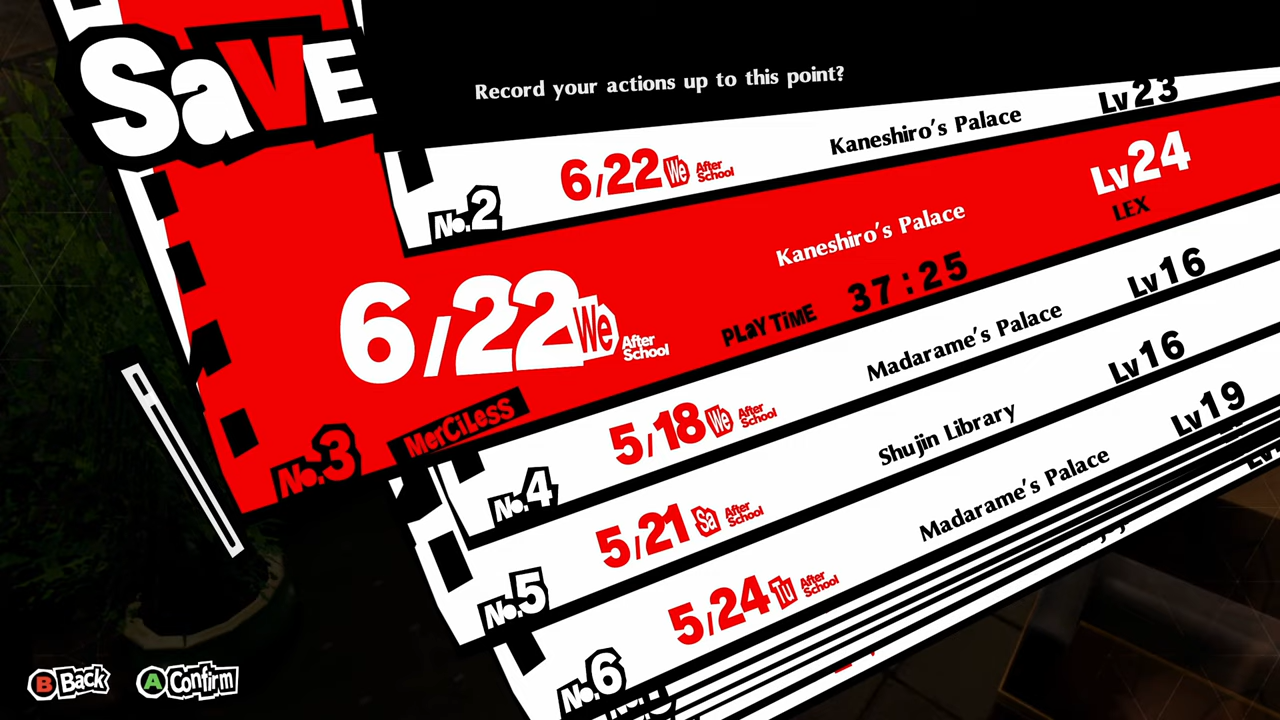 SaVE
Record your actions up to this point?
No.2 6/22 We After School Kaneshiro's Palace Lv23
No.3 6/22 We After School Kaneshiro's Palace Lv24
LEX
PLaY TiME 37:25
MerCiLesS
No.4 5/18 We After School Madarame's Palace Lv16
No.5 5/21 Sa After School Shujin Library Lv16
No.6 5/24 Tu After School Madarame's Palace Lv19
B Back A Confirm